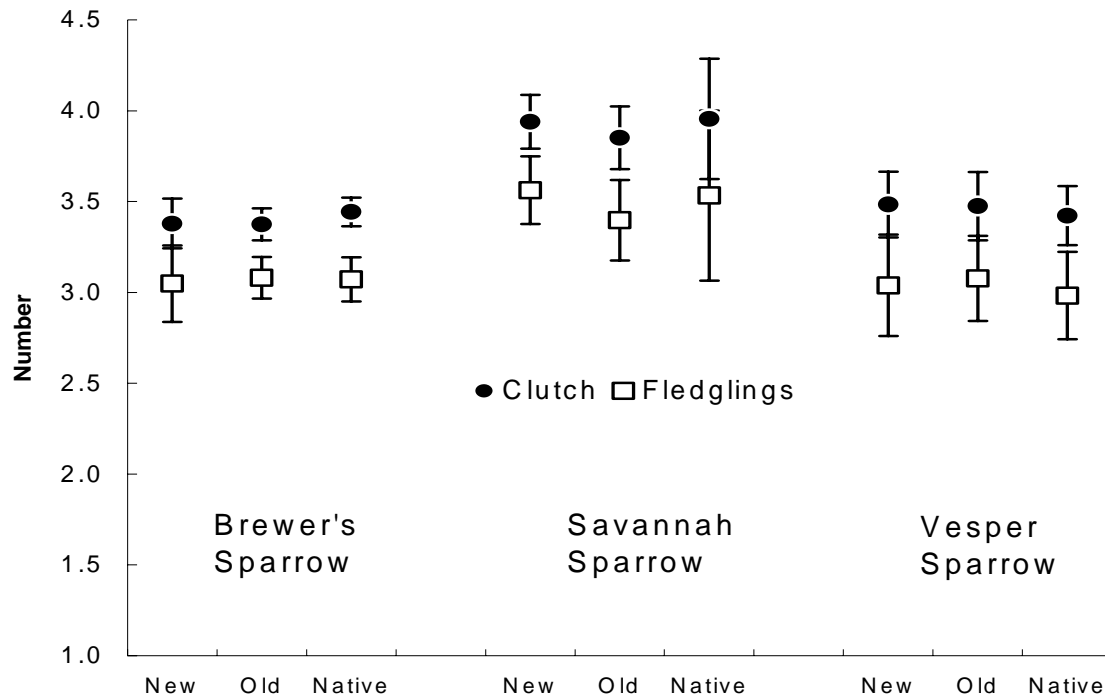 4.5
4.0
3.5
3.0
2.5
2.0
1.5
1.0
Number
Clutch Fledglings
Brewer's
Sparrow
Savannah
Sparrow
Vesper
Sparrow
New Old Native New Old Native New Old Native